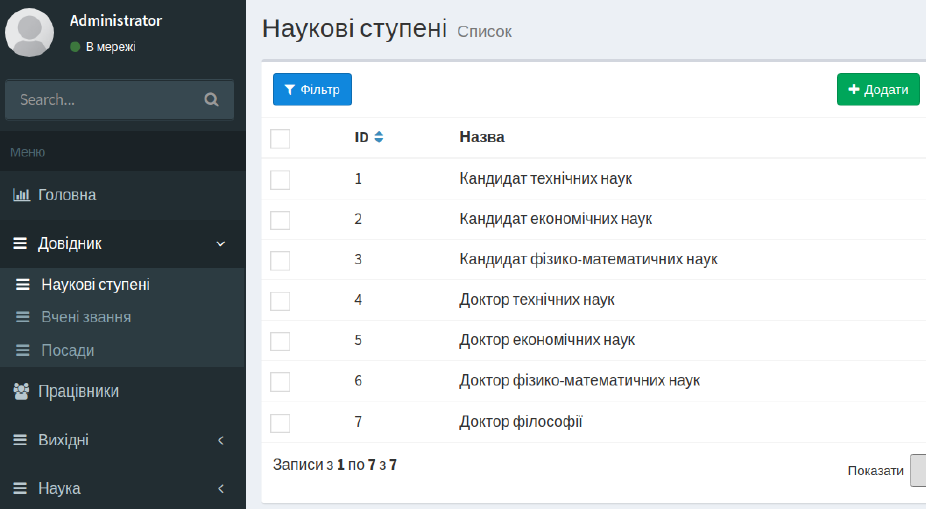 Administrator
В мережі
Search...
Меню
Головна
Довідник
Наукові ступені
Вчені звання
Посади
Працівники
Вихідні
Наука
Наукові ступені Список
Фільтр Додати
ID Назва
1 Кандидат технічних наук
2 Кандидат економічних наук
3 Кандидат фізико-математичних наук
4 Доктор технічних наук
5 Доктор економічних наук
6 Доктор фізико-математичних наук
7 Доктор філософії
Записи з 1 по 7 з 7
Показати